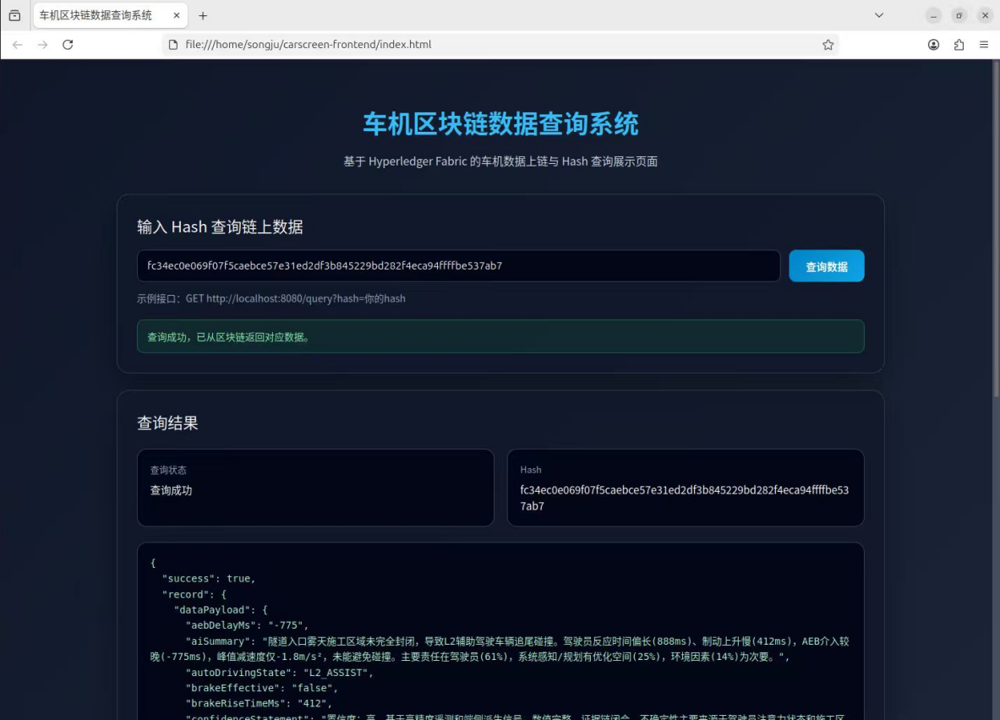 车机区块链数据查询系统
file:///home/songju/carscreen-frontend/index.html
车机区块链数据查询系统
基于 Hyperledger Fabric 的车机数据上链与 Hash 查询展示页面
输入 Hash 查询链上数据
fc34ec0e069f07f5caebce57e31ed2df3b845229bd282f4eca94ffffbe537ab7
查询数据
示例接口：GET http://localhost:8080/query?hash=你的hash
查询成功，已从区块链返回对应数据。
查询结果
查询状态
查询成功
Hash
fc34ec0e069f07f5caebce57e31ed2df3b845229bd282f4eca94ffffbe53
7ab7
{
"success": true,
"record": {
"dataPayload": {
"aebDelayMs": "-775",
"aiSummary": "隧道入口雾天施工区域未完全封闭，导致L2辅助驾驶车辆追尾碰撞。驾驶员反应时间偏长(888ms)、制动上升慢(412ms)，AEB介入较
晚(-775ms)，峰值减速度仅-1.8m/s²，未能避免碰撞。主要责任在驾驶员(61%)，系统感知/规划有优化空间(25%)，环境因素(14%)为次要。",
"autoDrivingState": "L2_ASSIST",
"brakeEffective": "false",
"brakeRiseTimeMs": "412",
"confidenceStatement": "置信度：高。基于高精度遥测和端侧派生信号，数值完整，证据链闭合。不确定性主要来源于驾驶员注意力状态和施工区